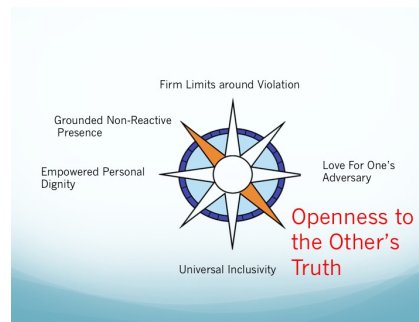 Firm Limits around Violation
Grounded Non-Reactive
Presence
Empowered Personal
Dignity
Love For One's
Adversary
Openness to
the Other's
Truth
Universal Inclusivity